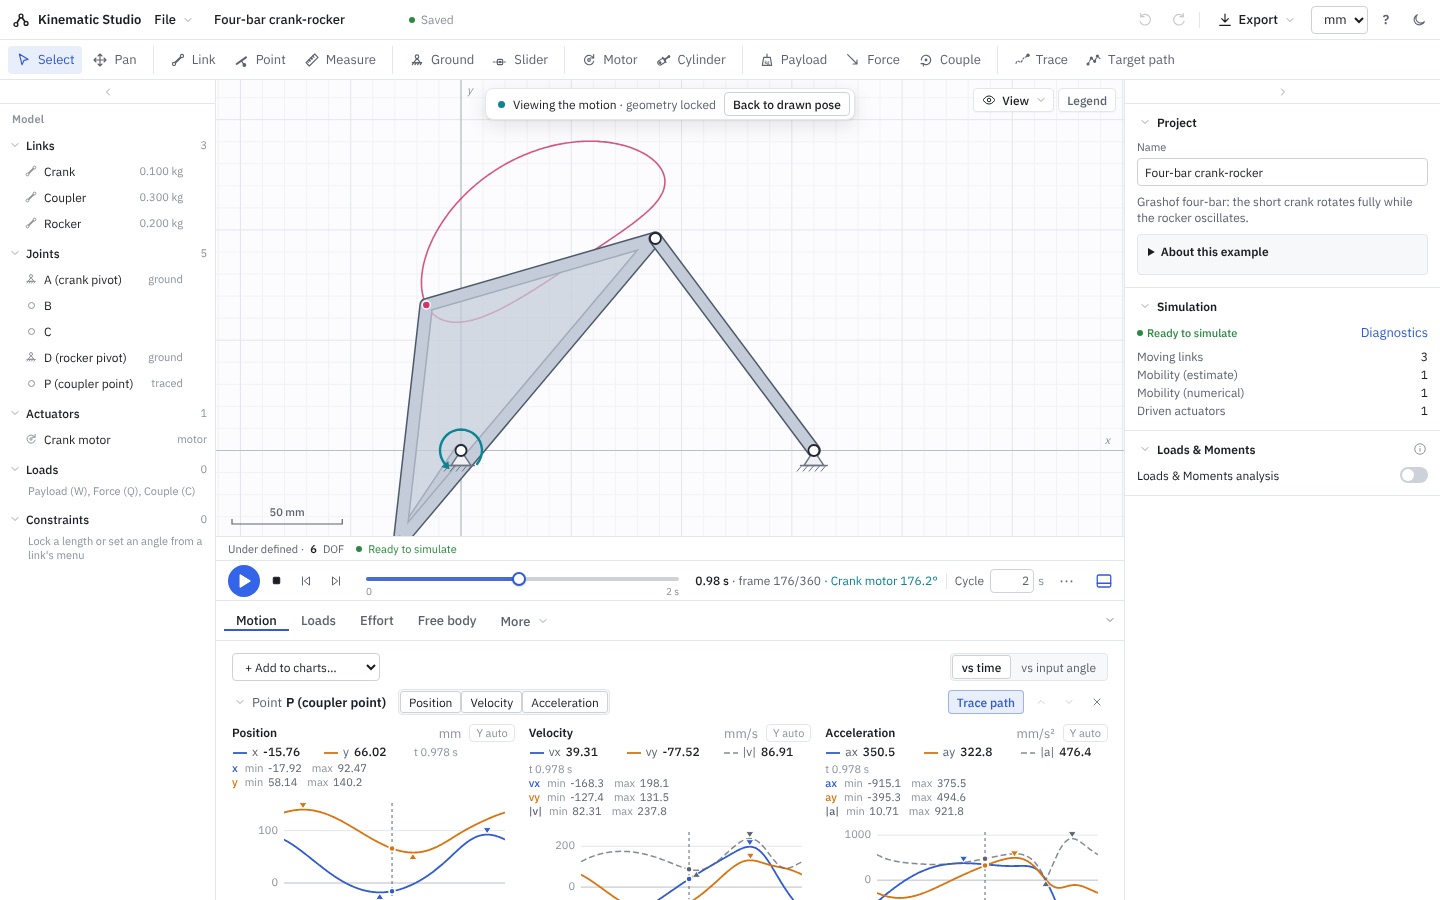 Kinematic Studio File Four-bar crank-rocker Saved Export mm ?
Select Pan Link Point Measure Ground Slider Motor Cylinder Payload Force Couple Trace Target path
Model
Links 3
Crank 0.100 kg
Coupler 0.300 kg
Rocker 0.200 kg
Joints 5
A (crank pivot) ground
B
C
D (rocker pivot) ground
P (coupler point) traced
Actuators 1
Crank motor motor
Loads 0
Payload (W), Force (Q), Couple (C)
Constraints 0
Lock a length or set an angle from a
link's menu
y
Viewing the motion · geometry locked Back to drawn pose
View Legend
x
50 mm
Under defined · 6 DOF Ready to simulate
0 2 s
0.98 s · frame 176/360 · Crank motor 176.2° Cycle 2 s ···
Motion Loads Effort Free body More
+ Add to charts... vs time vs input angle
Point P (coupler point) Position Velocity Acceleration Trace path
Position mm Y auto
x -15.76 y 66.02 t 0.978 s
x min -17.92 max 92.47
y min 58.14 max 140.2
100
0
Velocity mm/s Y auto
vx 39.31 vy -77.52 |v| 86.91
t 0.978 s
vx min -168.3 max 198.1
vy min -127.4 max 131.5
|v| min 82.31 max 237.8
200
0
Acceleration mm/s² Y auto
ax 350.5 ay 322.8 |a| 476.4
t 0.978 s
ax min -915.1 max 375.5
ay min -395.3 max 494.6
|a| min 10.71 max 921.8
1000
0
Project
Name
Four-bar crank-rocker
Grashof four-bar: the short crank rotates fully while
the rocker oscillates.
About this example
Simulation
Ready to simulate Diagnostics
Moving links 3
Mobility (estimate) 1
Mobility (numerical) 1
Driven actuators 1
Loads & Moments
Loads & Moments analysis